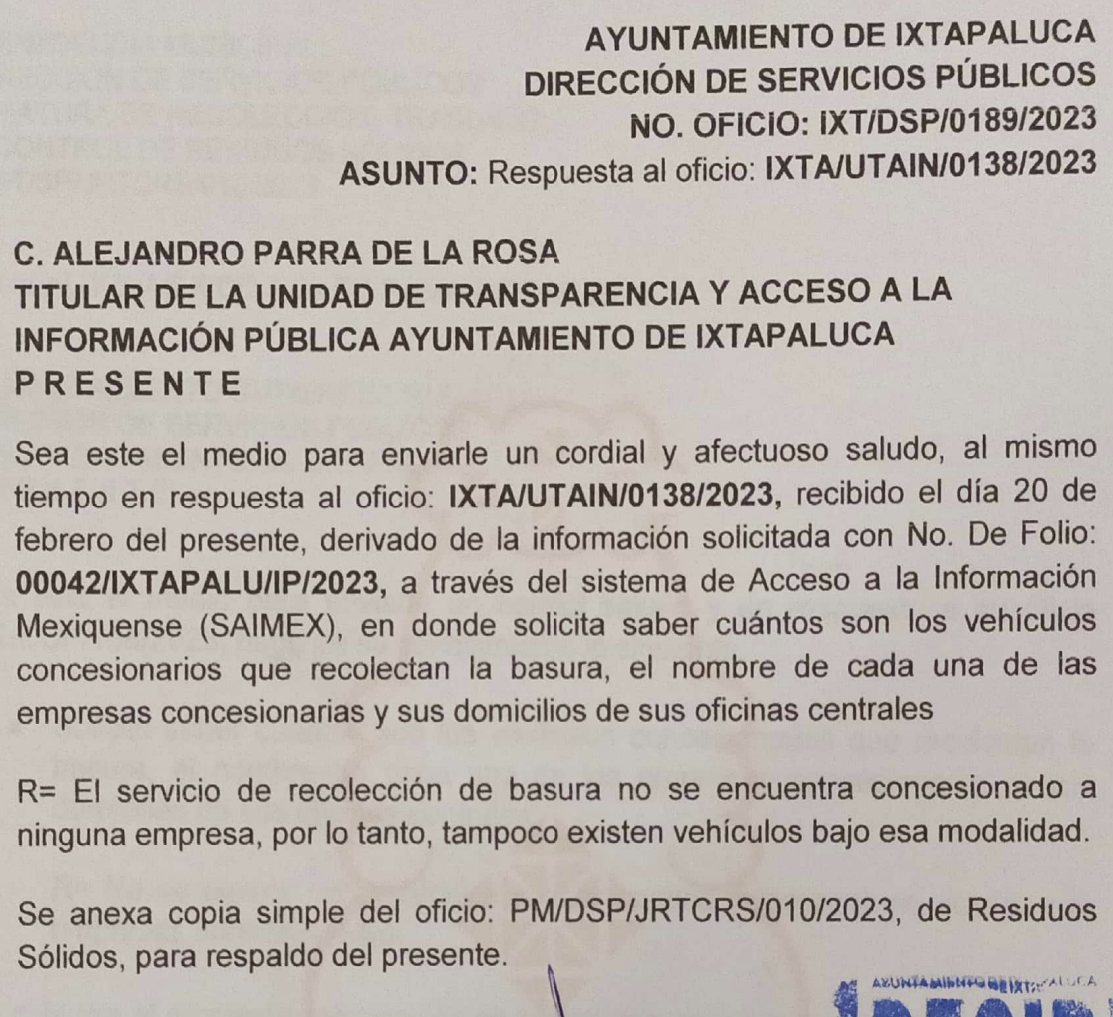 AYUNTAMIENTO DE IXTAPALUCA
DIRECCIÓN DE SERVICIOS PÚBLICOS
NO. OFICIO: IXT/DSP/0189/2023
ASUNTO: Respuesta al oficio: IXTA/UTAIN/0138/2023
C. ALEJANDRO PARRA DE LA ROSA
TITULAR DE LA UNIDAD DE TRANSPARENCIA Y ACCESO A LA
INFORMACIÓN PÚBLICA AYUNTAMIENTO DE IXTAPALUCA
P R E S E N T E
Sea este el medio para enviarle un cordial y afectuoso saludo, al mismo
tiempo en respuesta al oficio: IXTA/UTAIN/0138/2023, recibido el día 20 de
febrero del presente, derivado de la información solicitada con No. De Folio:
00042/IXTAPALU/IP/2023, a través del sistema de Acceso a la Información
Mexiquense (SAIMEX), en donde solicita saber cuántos son los vehículos
concesionarios que recolectan la basura, el nombre de cada una de las
empresas concesionarias y sus domicilios de sus oficinas centrales
R= El servicio de recolección de basura no se encuentra concesionado a
ninguna empresa, por lo tanto, tampoco existen vehículos bajo esa modalidad.
Se anexa copia simple del oficio: PM/DSP/JRTCRS/010/2023, de Residuos
Sólidos, para respaldo del presente.
AYUNTAMIENTO DE IXTAPALUCA